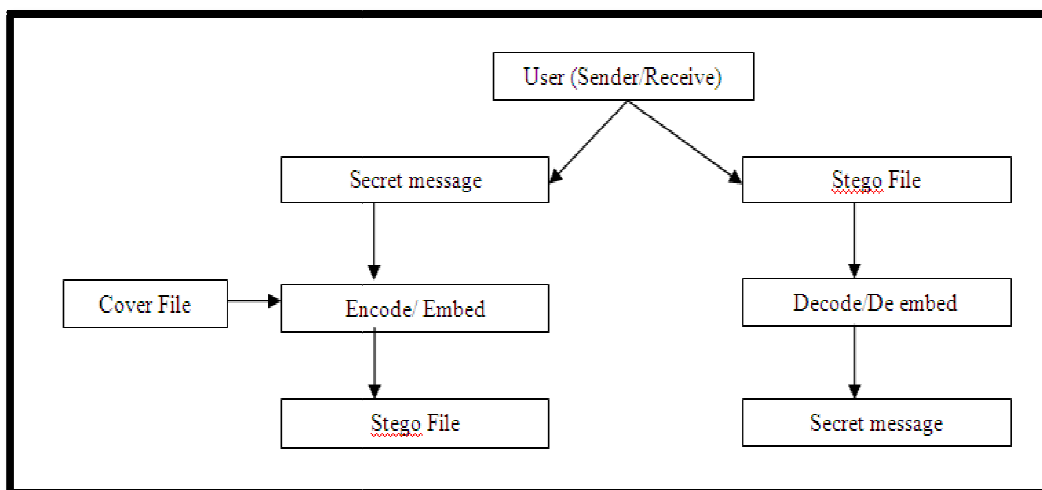 User (Sender/Receive)
Secret message
Stego File
Cover File
Encode/ Embed
Decode/De embed
Stego File
Secret message